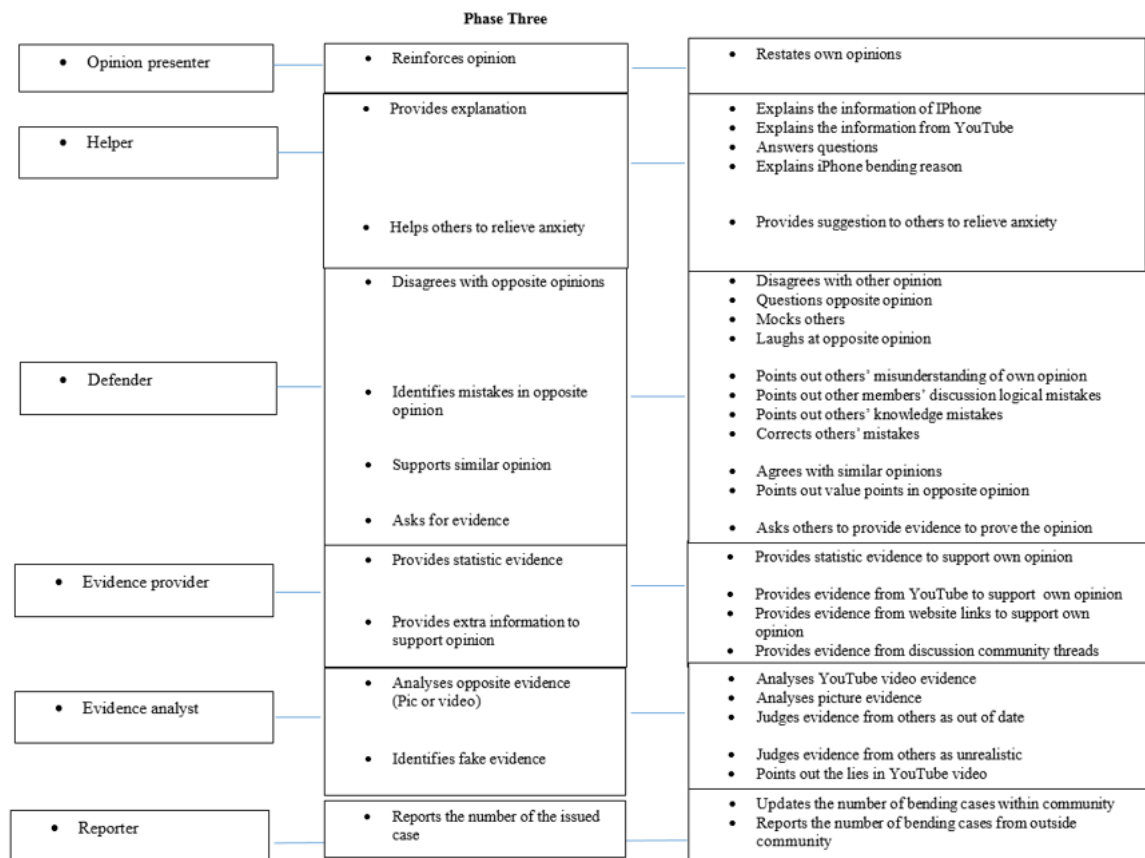 Phase Three
• Opinion presenter
• Reinforces opinion
• Restates own opinions
• Helper
• Provides explanation
• Helps others to relieve anxiety
• Explains the information of IPhone
• Explains the information from YouTube
• Answers questions
• Explains iPhone bending reason
• Provides suggestion to others to relieve anxiety
• Defender
• Disagrees with opposite opinions
• Identifies mistakes in opposite
opinion
• Supports similar opinion
• Asks for evidence
• Disagrees with other opinion
• Questions opposite opinion
• Mocks others
• Laughs at opposite opinion
• Points out others’ misunderstanding of own opinion
• Points out other members’ discussion logical mistakes
• Points out others’ knowledge mistakes
• Corrects others’ mistakes
• Agrees with similar opinions
• Points out value points in opposite opinion
• Asks others to provide evidence to prove the opinion
• Evidence provider
• Provides statistic evidence
• Provides extra information to
support opinion
• Provides statistic evidence to support own opinion
• Provides evidence from YouTube to support own opinion
• Provides evidence from website links to support own
opinion
• Provides evidence from discussion community threads
• Evidence analyst
• Analyses opposite evidence
(Pic or video)
• Identifies fake evidence
• Analyses YouTube video evidence
• Analyses picture evidence
• Judges evidence from others as out of date
• Judges evidence from others as unrealistic
• Points out the lies in YouTube video
• Reporter
• Reports the number of the issued
case
• Updates the number of bending cases within community
• Reports the number of bending cases from outside
community